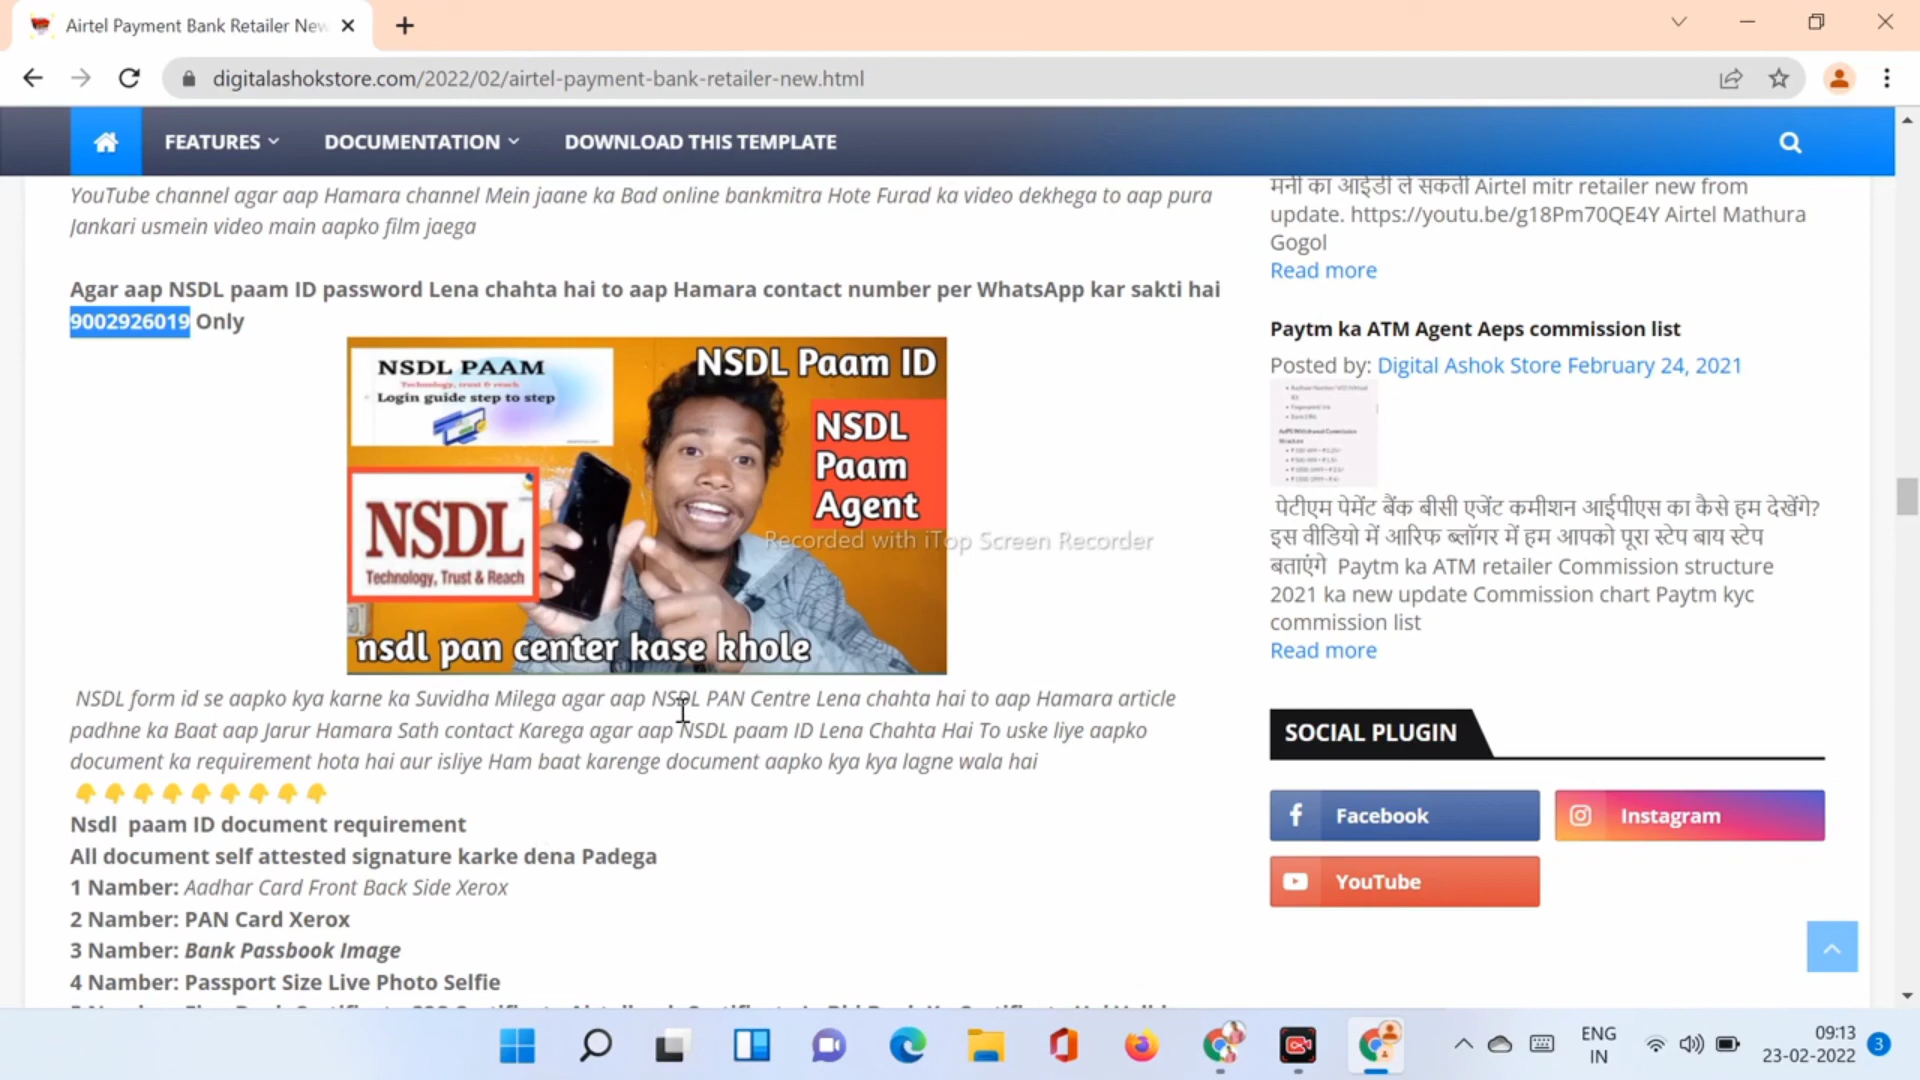 Airtel Payment Bank Retailer New
digitalashokstore.com/2022/02/airtel-payment-bank-retailer-new.html
FEATURES
DOCUMENTATION
DOWNLOAD THIS TEMPLATE
YouTube channel agar aap Hamara channel Mein jaane ka Bad online bankmitra Hote Furad ka video dekhega to aap pura
Jankari usmein video main aapko film jaega
Agar aap NSDL paam ID password Lena chahta hai to aap Hamara contact number per WhatsApp kar sakti hai
9002926019 Only
NSDL PAAM
Technology, trust & reach
Login guide step to step
NSDL Paam ID
NSDL
Paam
Agent
NSDL
Technology, Trust & Reach
nsdl pan center kase khole
Recorded with iTop Screen Recorder
NSDL form id se aapko kya karne ka Suvidha Milega agar aap NSDL PAN Centre Lena chahta hai to aap Hamara article
padhne ka Baat aap Jarur Hamara Sath contact Karega agar aap NSDL paam ID Lena Chahta Hai To uske liye aapko
document ka requirement hota hai aur isliye Ham baat karenge document aapko kya kya lagne wala hai
👇👇👇👇👇👇👇👇👇
Nsdl paam ID document requirement
All document self attested signature karke dena Padega
1 Namber: Aadhar Card Front Back Side Xerox
2 Namber: PAN Card Xerox
3 Namber: Bank Passbook Image
4 Namber: Passport Size Live Photo Selfie
मनी का आईडी ले सकती Airtel mitr retailer new from
update. https://youtu.be/g18Pm70QE4Y Airtel Mathura
Gogol
Read more
Paytm ka ATM Agent Aeps commission list
Posted by: Digital Ashok Store February 24, 2021
पेटीएम पेमेंट बैंक बीसी एजेंट कमीशन आईपीएस का कैसे हम देखेंगे?
इस वीडियो में आरिफ ब्लॉगर में हम आपको पूरा स्टेप बाय स्टेप
बताएंगे Paytm ka ATM retailer Commission structure
2021 ka new update Commission chart Paytm kyc
commission list
Read more
SOCIAL PLUGIN
Facebook
Instagram
YouTube
ENG
IN
09:13
23-02-2022
3